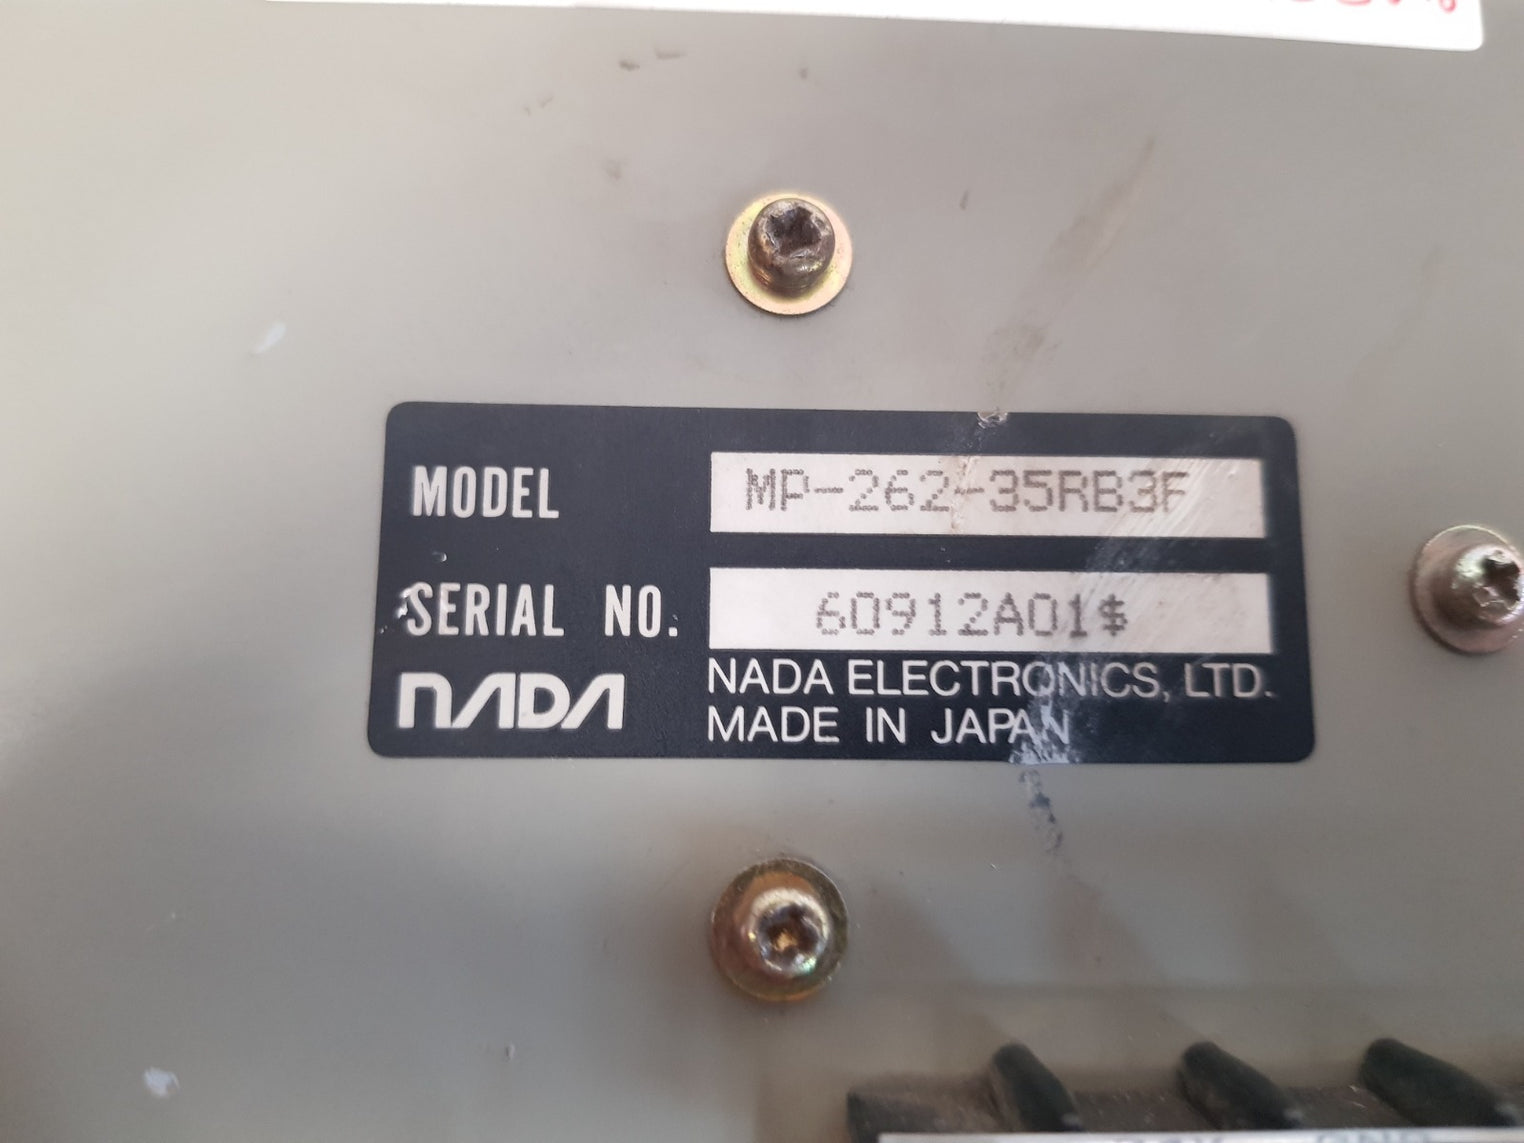 MODEL MP-262-35RB3F
SERIAL NO. 60912A01$
NADA NADA ELECTRONICS, LTD.
MADE IN JAPAN